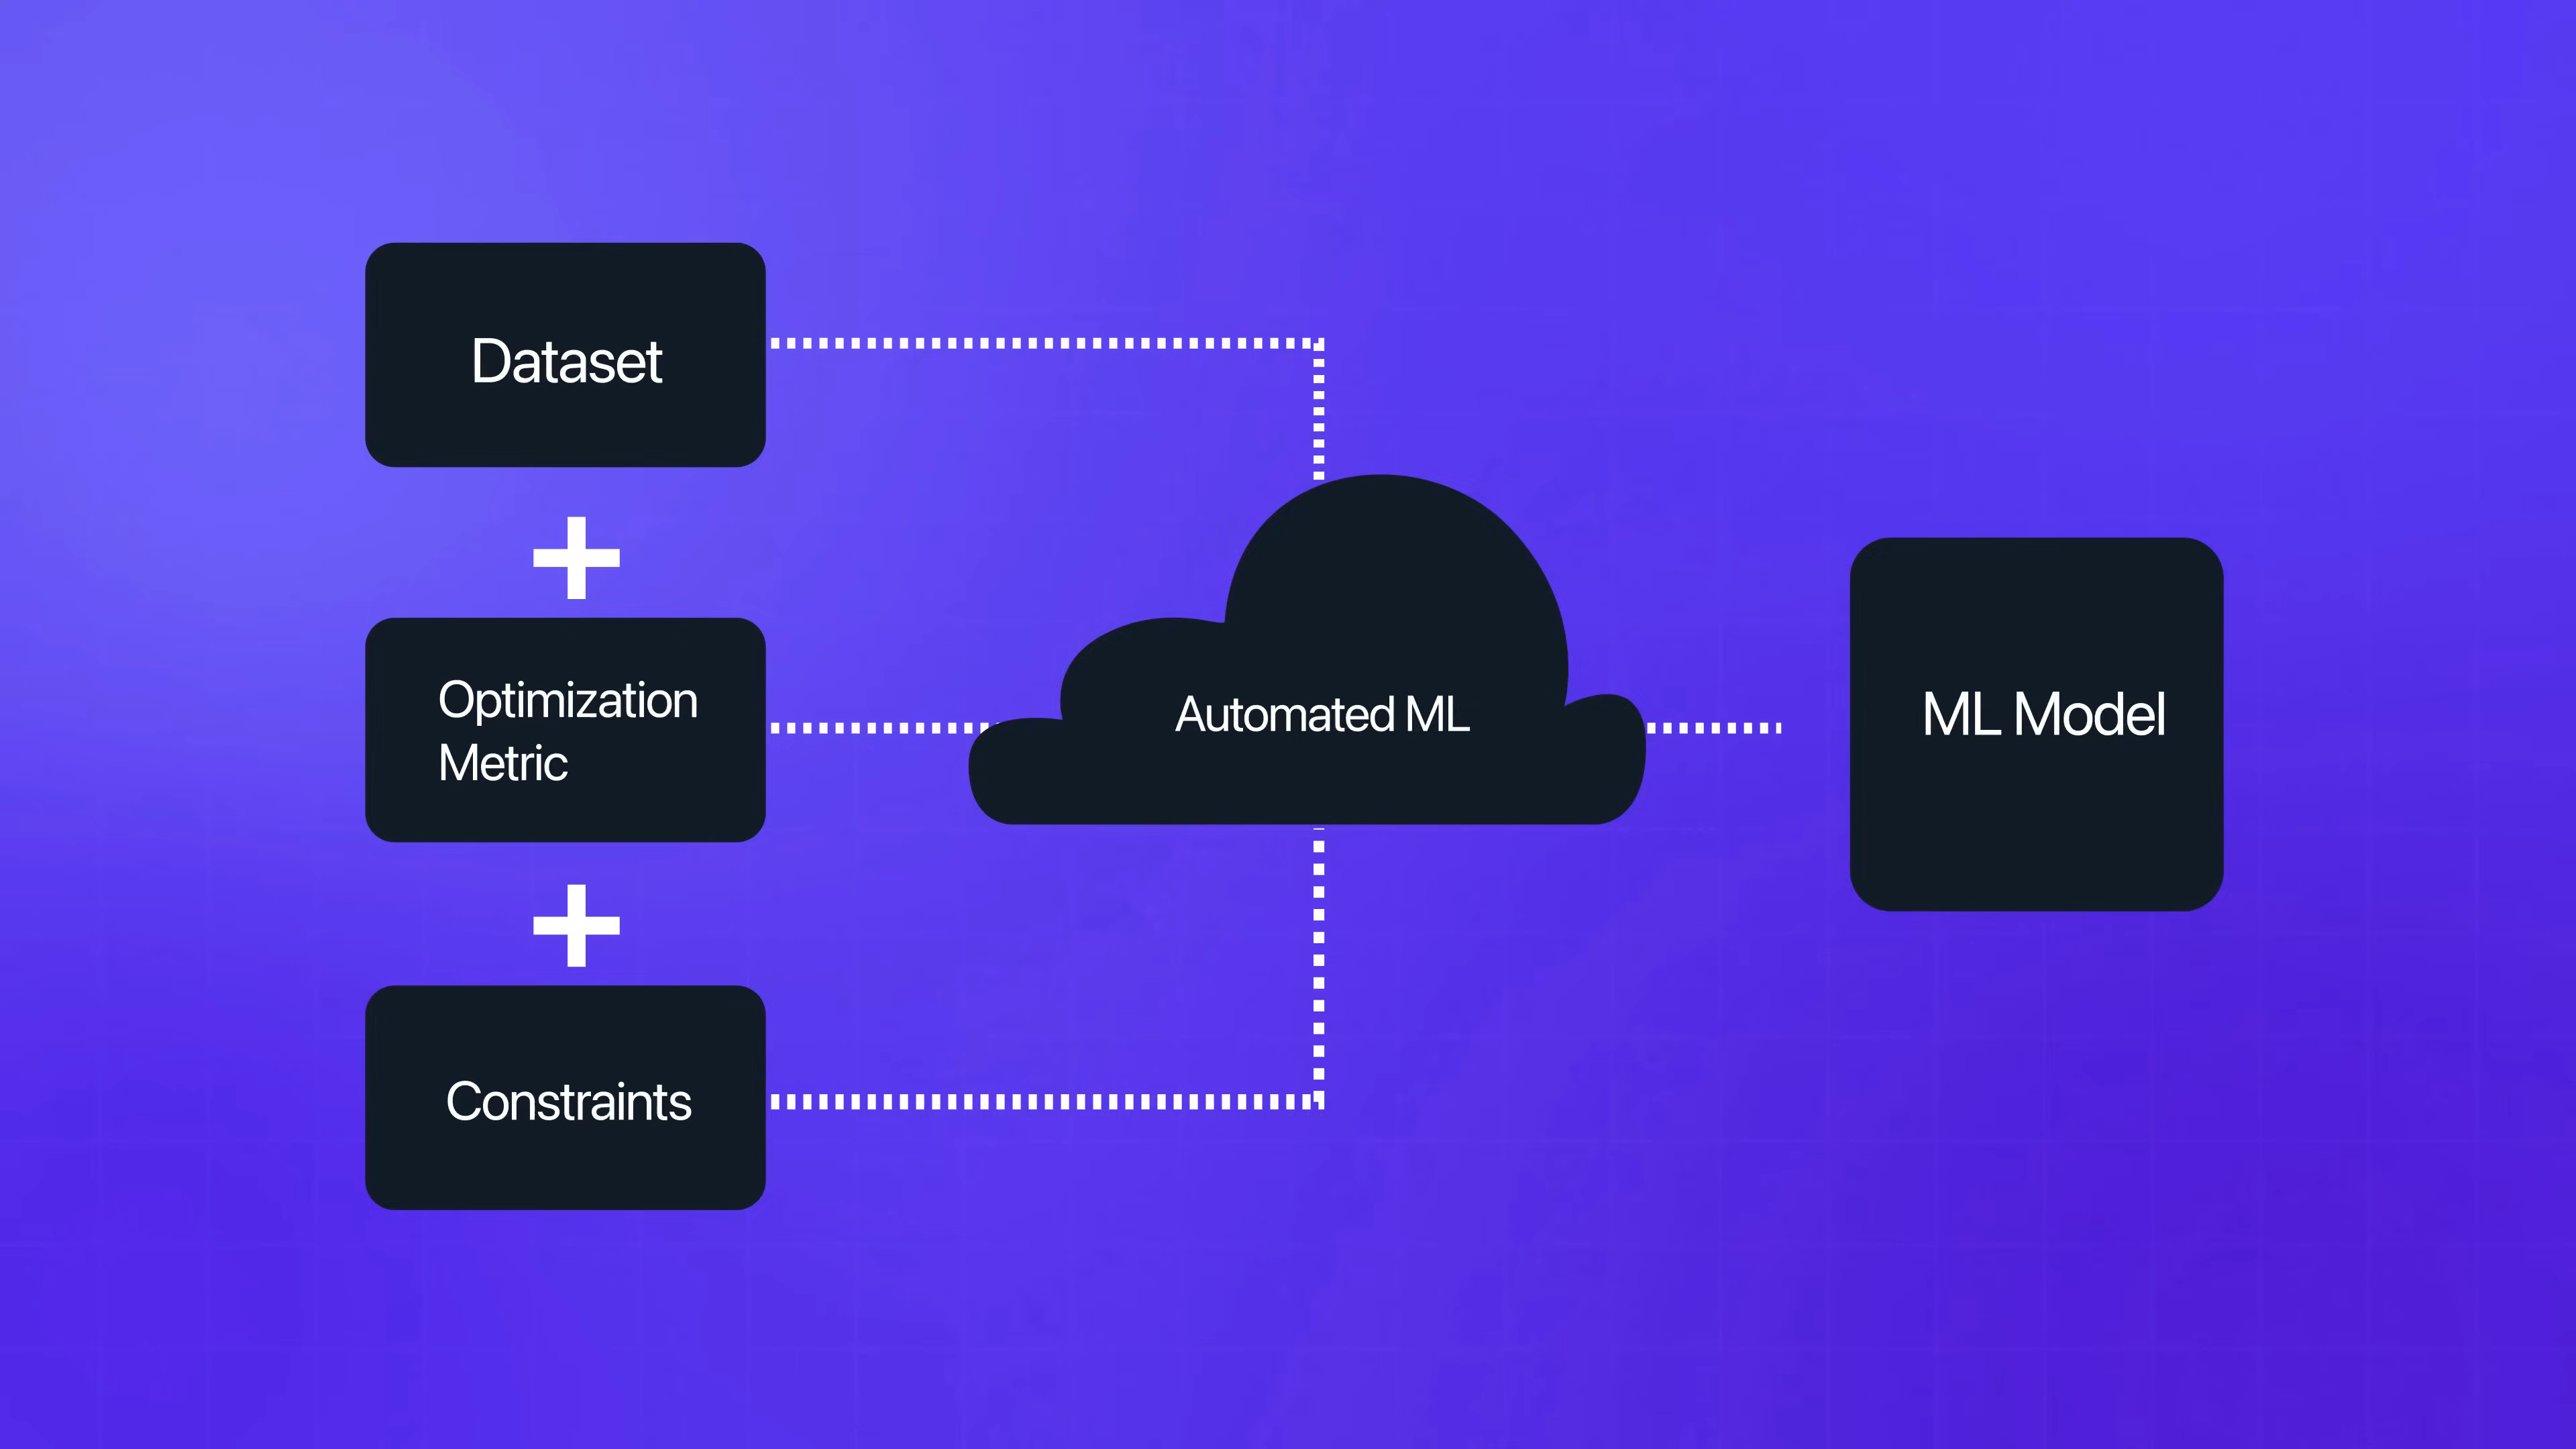 Dataset
+
Optimization
Metric
+
Constraints
Automated ML
ML Model